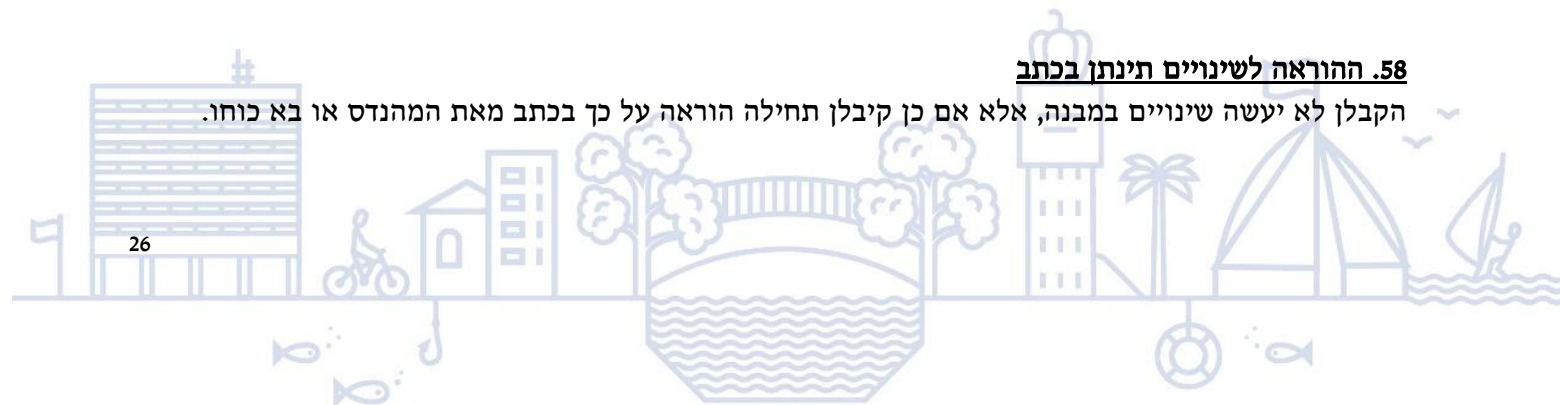 58. ההוראה לשינויים תינתן בכתב
הקבלן לא יעשה שינויים במבנה, אלא אם כן קיבלן תחילה הוראה על כך בכתב מאת המהנדס או בא כוחו.
26